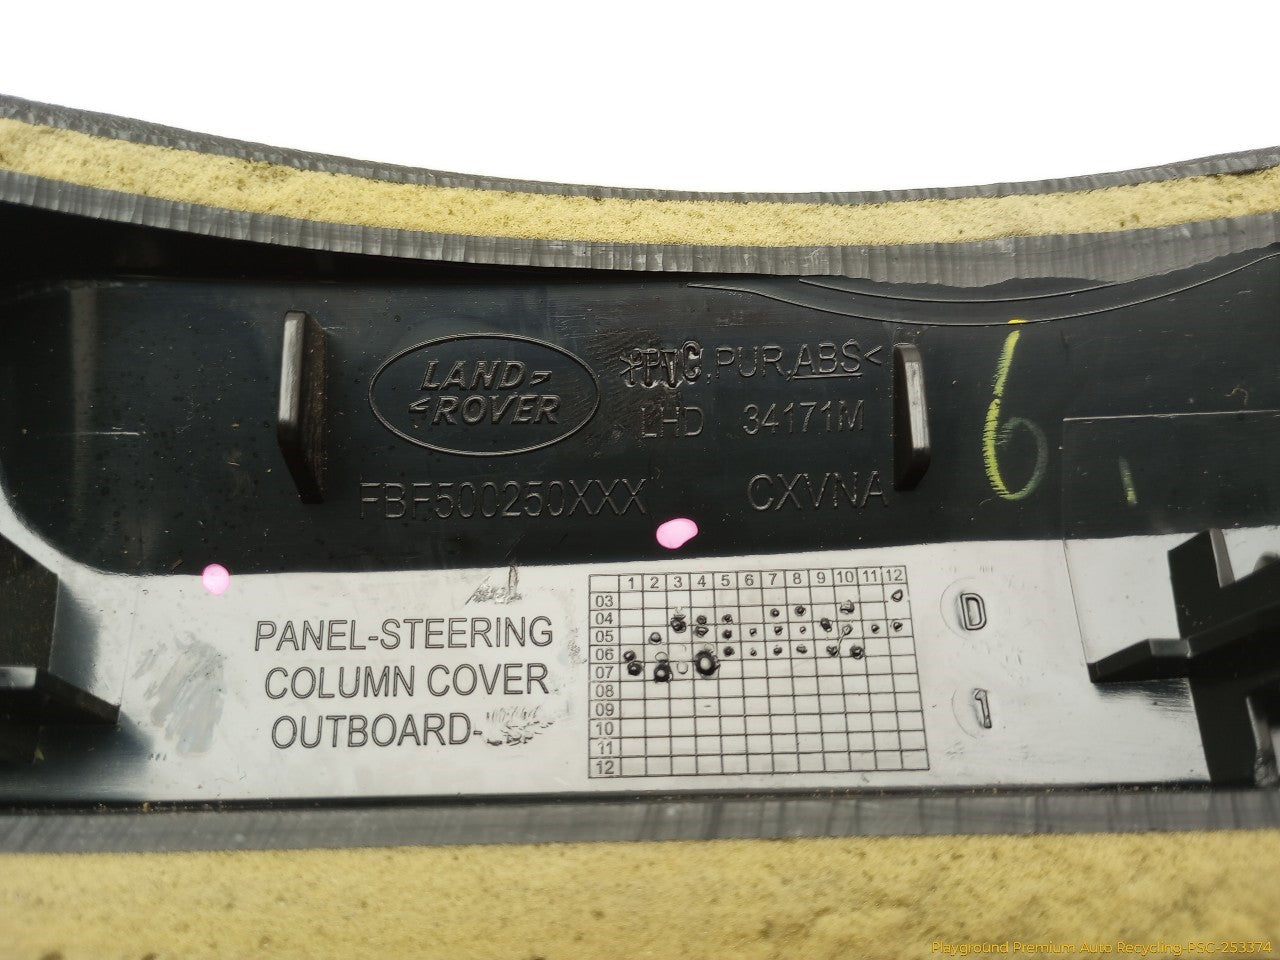 LAND-
-ROVER
PUR,ABS<
LHD 34171M
FBF500250XXX CXVNA
6
PANEL-STEERING
COLUMN COVER
OUTBOARD-
1 2 3 4 5 6 7 8 9 10 11 12
03
04
05
06
07
08
09
10
11
12
D
1
Playground Premium Auto Recycling-PSC-253374